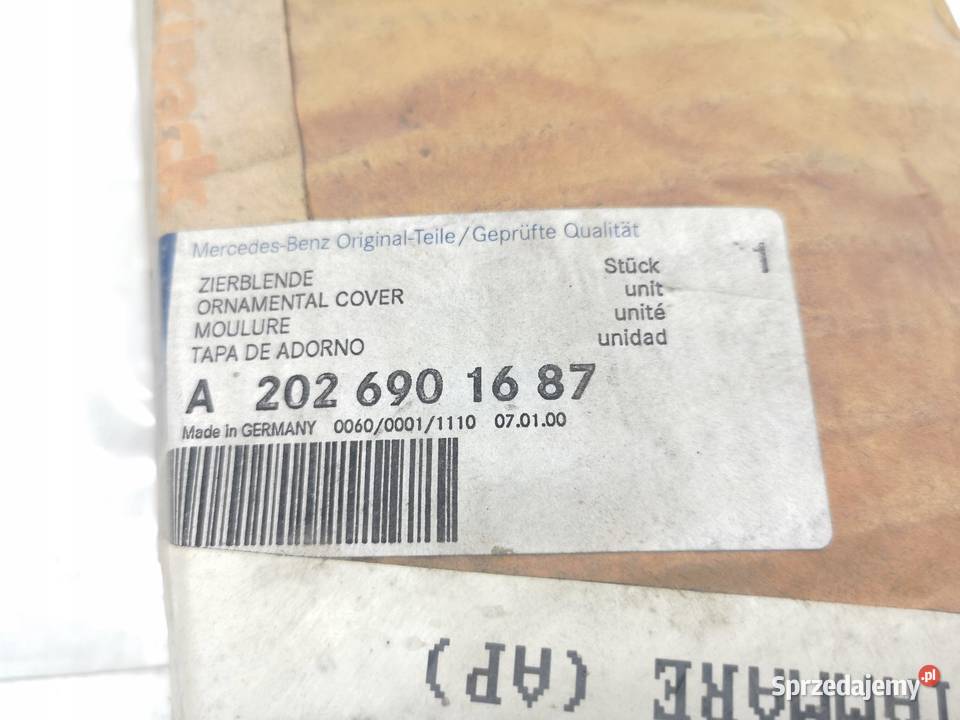 Mercedes-Benz Original-Teile/Geprüfte Qualität
ZIERBLENDE Stück 1
ORNAMENTAL COVER unit
MOULURE unité
TAPA DE ADORNO unidad
A 202 690 16 87
Made in GERMANY 0060/0001/1110 07.01.00
(AP)
Sprzedajemy.pl